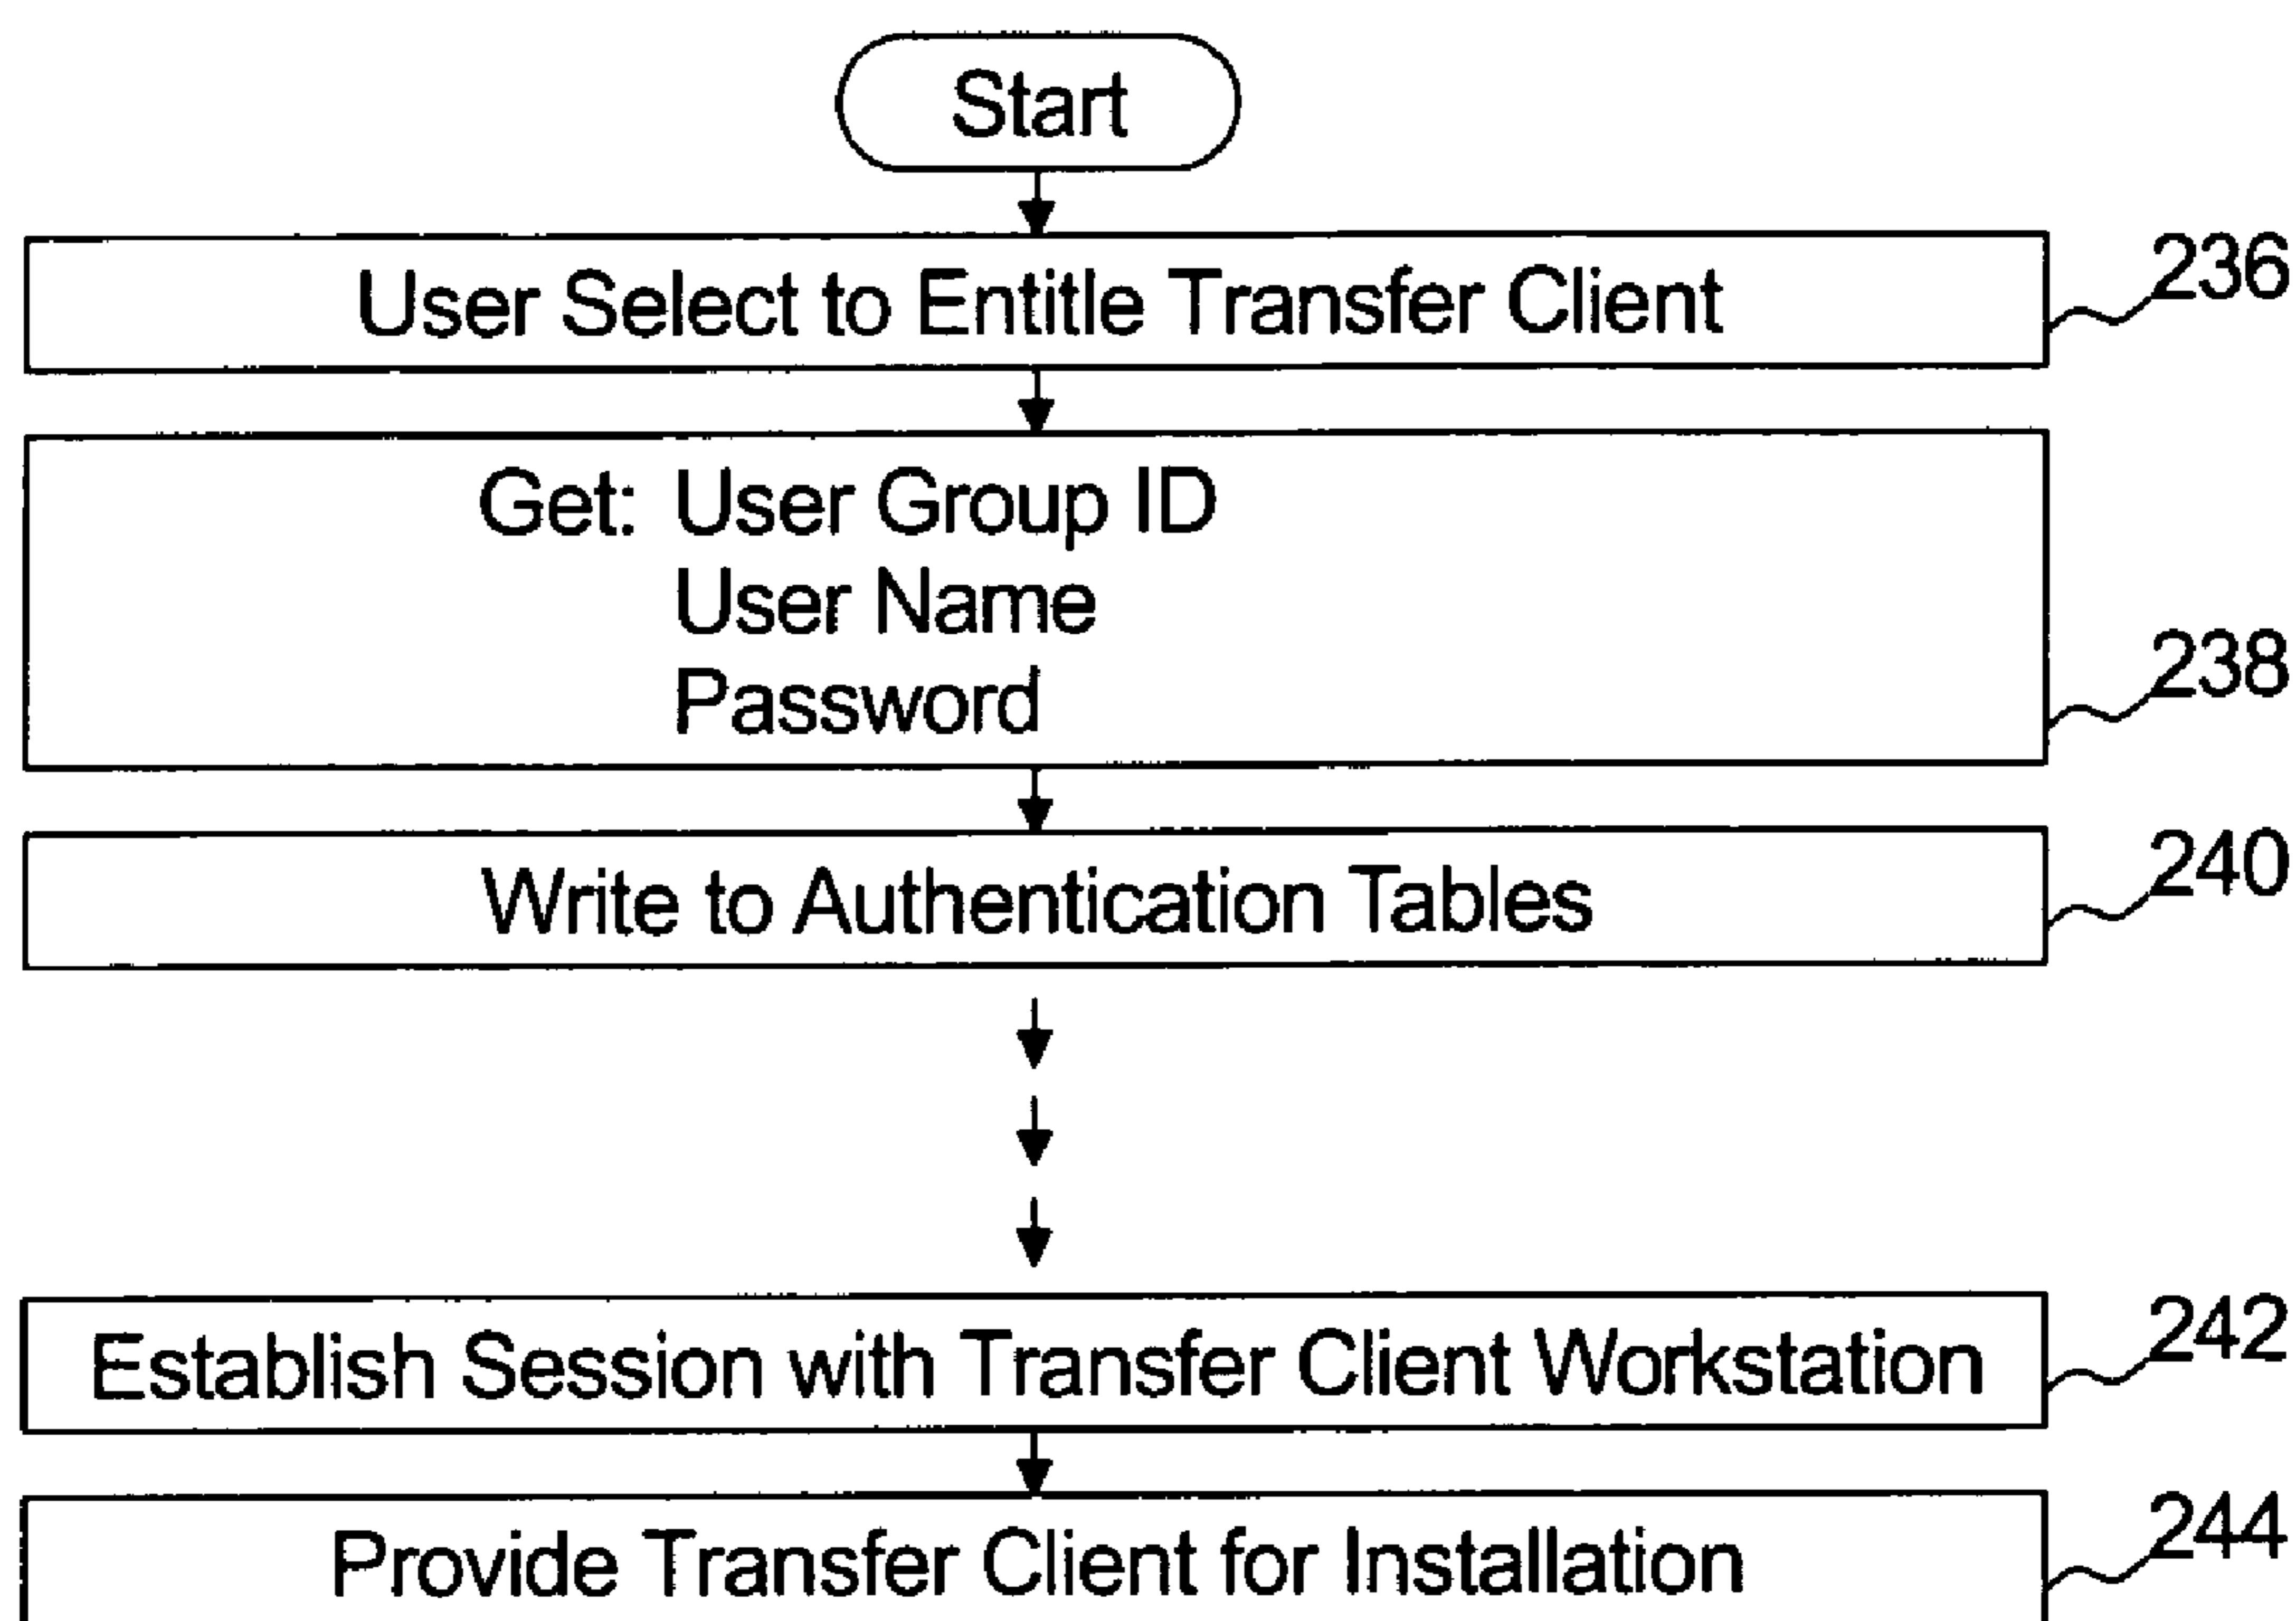 Start
User Select to Entitle Transfer Client
236
Get: User Group ID
User Name
Password
238
Write to Authentication Tables
240
Establish Session with Transfer Client Workstation
242
Provide Transfer Client for Installation
244